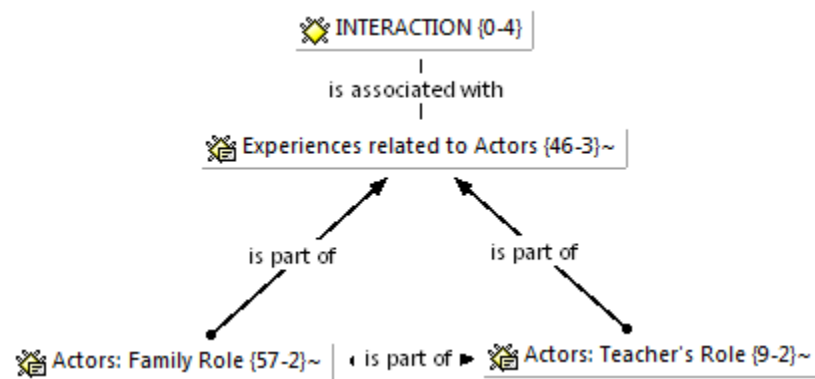 INTERACTION {0-4}
is associated with
Experiences related to Actors {46-3}~
is part of
is part of
Actors: Family Role {57-2}~
is part of
Actors: Teacher's Role {9-2}~